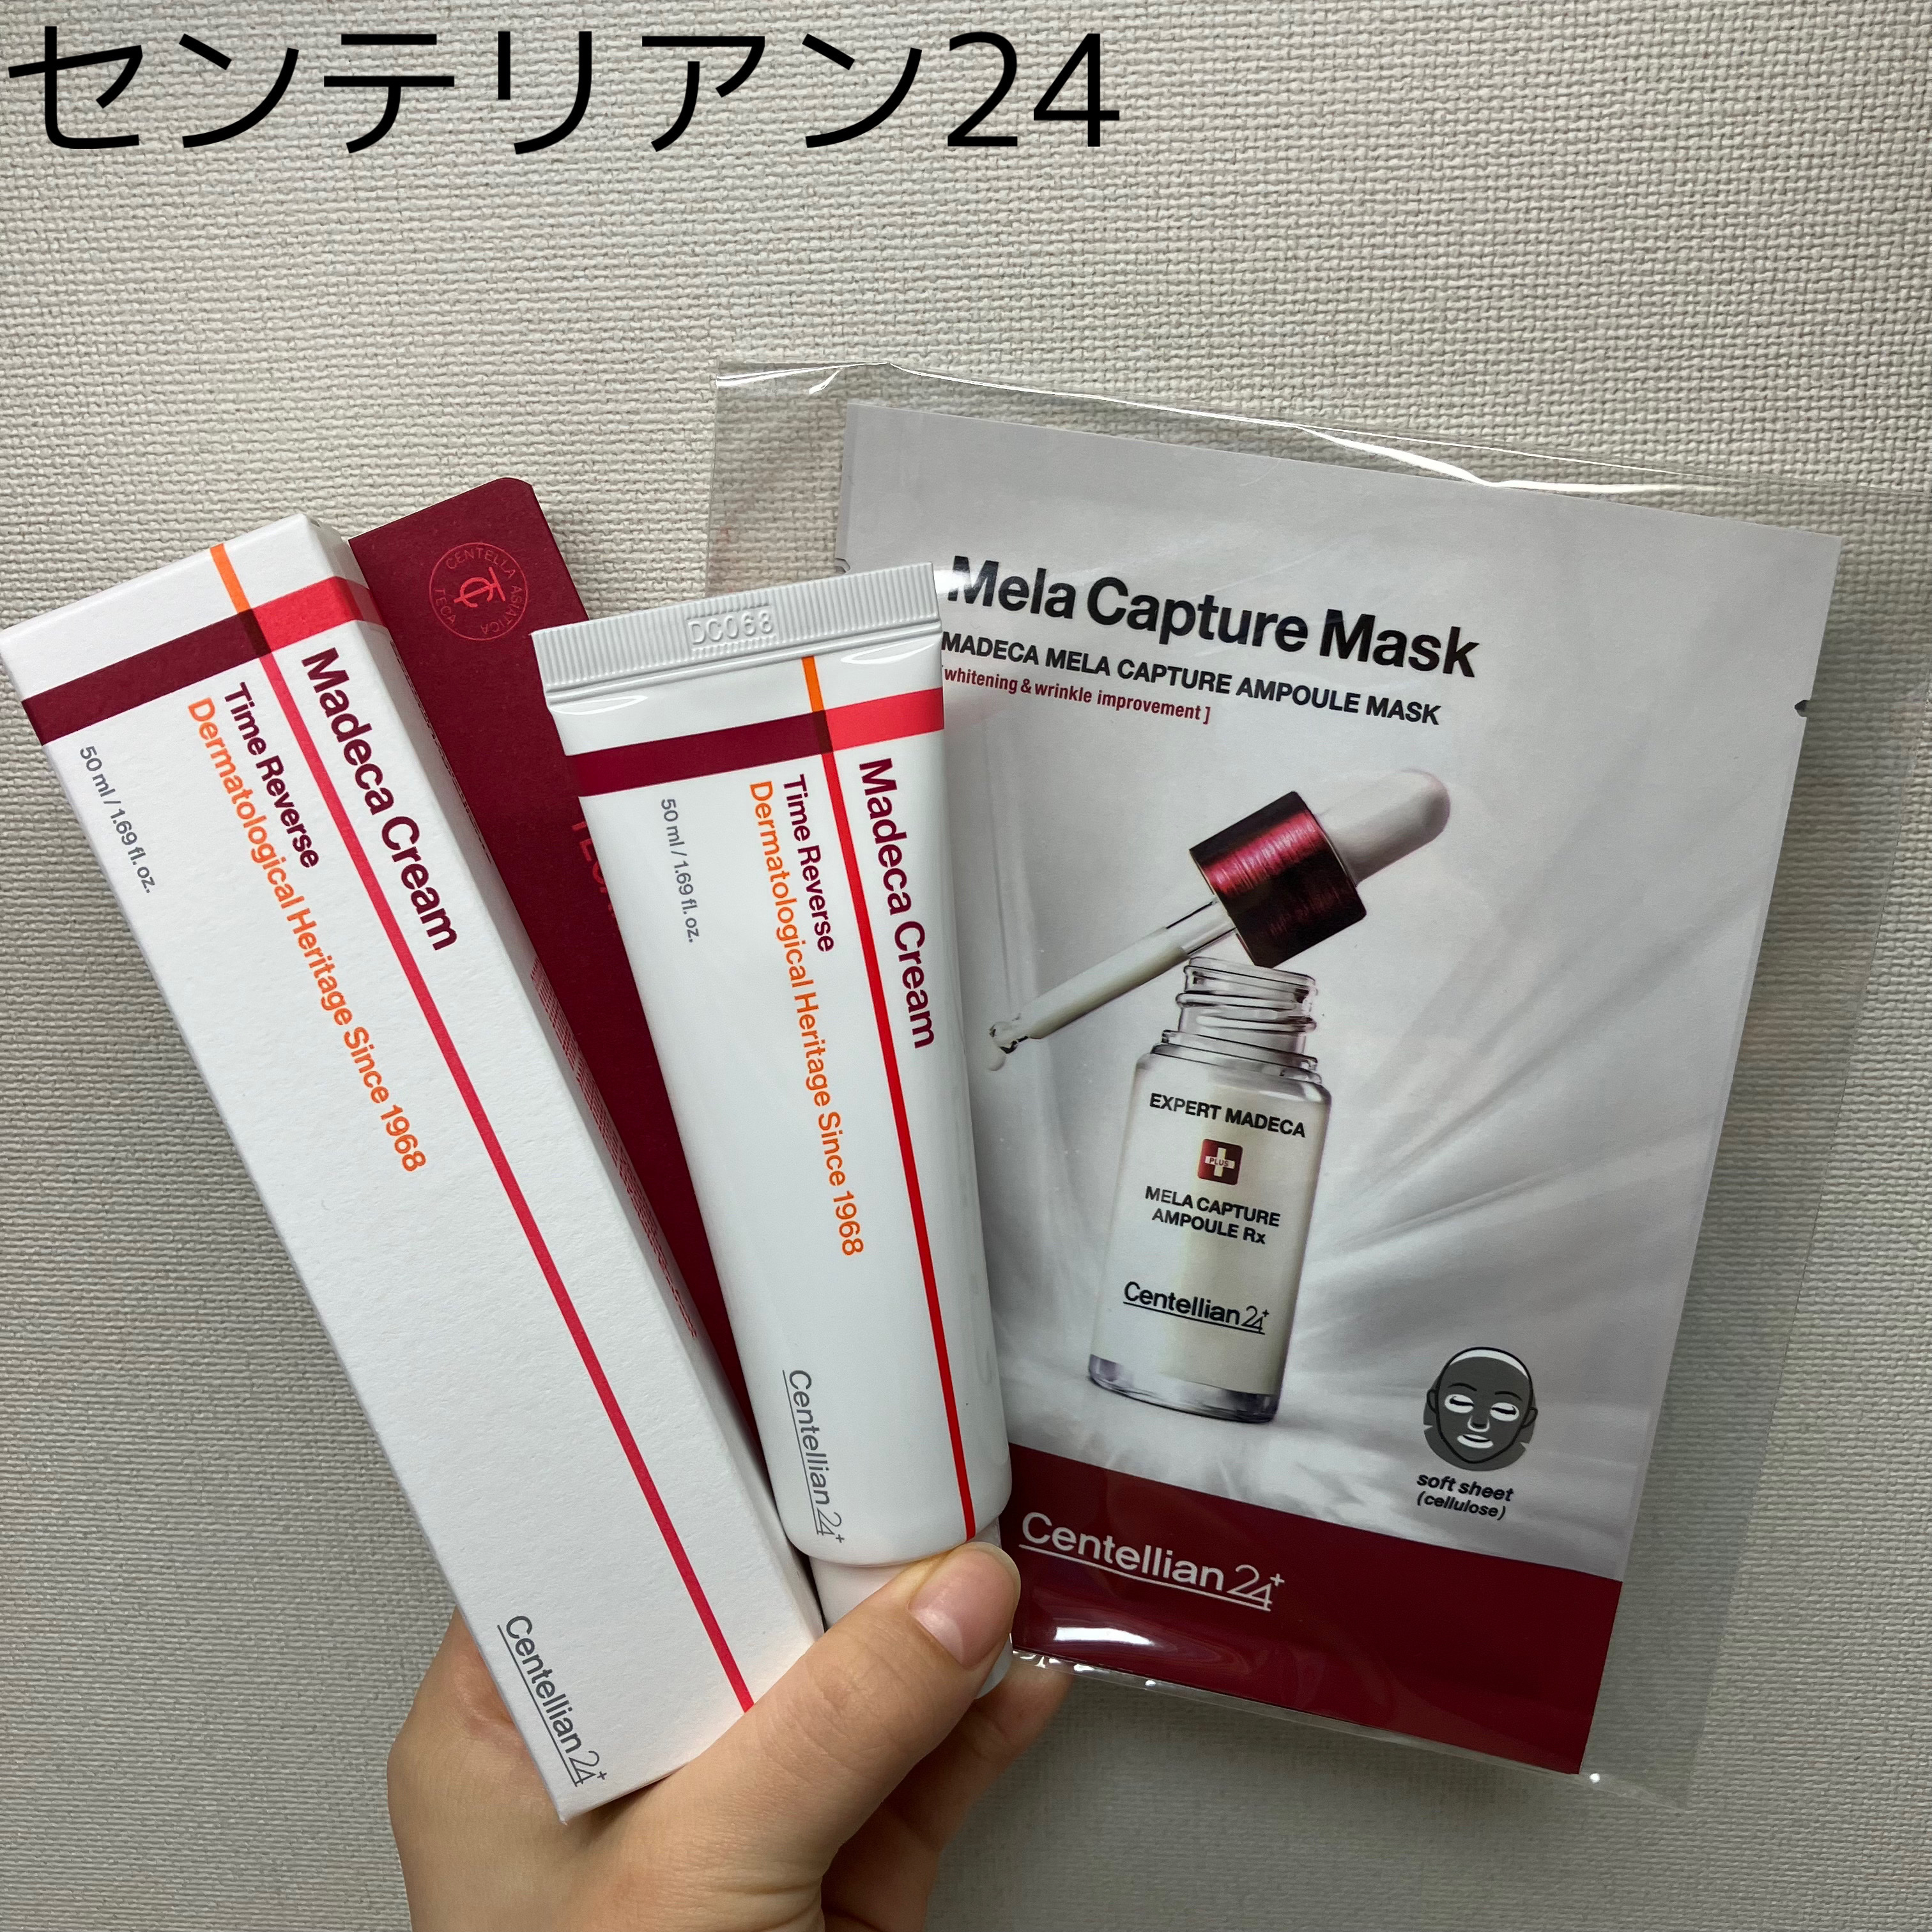 センテリアン24
Madeca Cream
Time Reverse
Dermatological Heritage Since 1968
50 ml / 1.69 fl. oz.
Centellian24+
CENTELLA ASIATICA
TECA
DC068
Madeca Cream
Time Reverse
Dermatological Heritage Since 1968
50 ml / 1.69 fl. oz.
Centellian24+
Mela Capture Mask
MADECA MELA CAPTURE AMPOULE MASK
whitening & wrinkle improvement ]
EXPERT MADECA
PLUS
MELA CAPTURE
AMPOULE Rx
Centellian24+
soft sheet
(cellulose)
Centellian24+